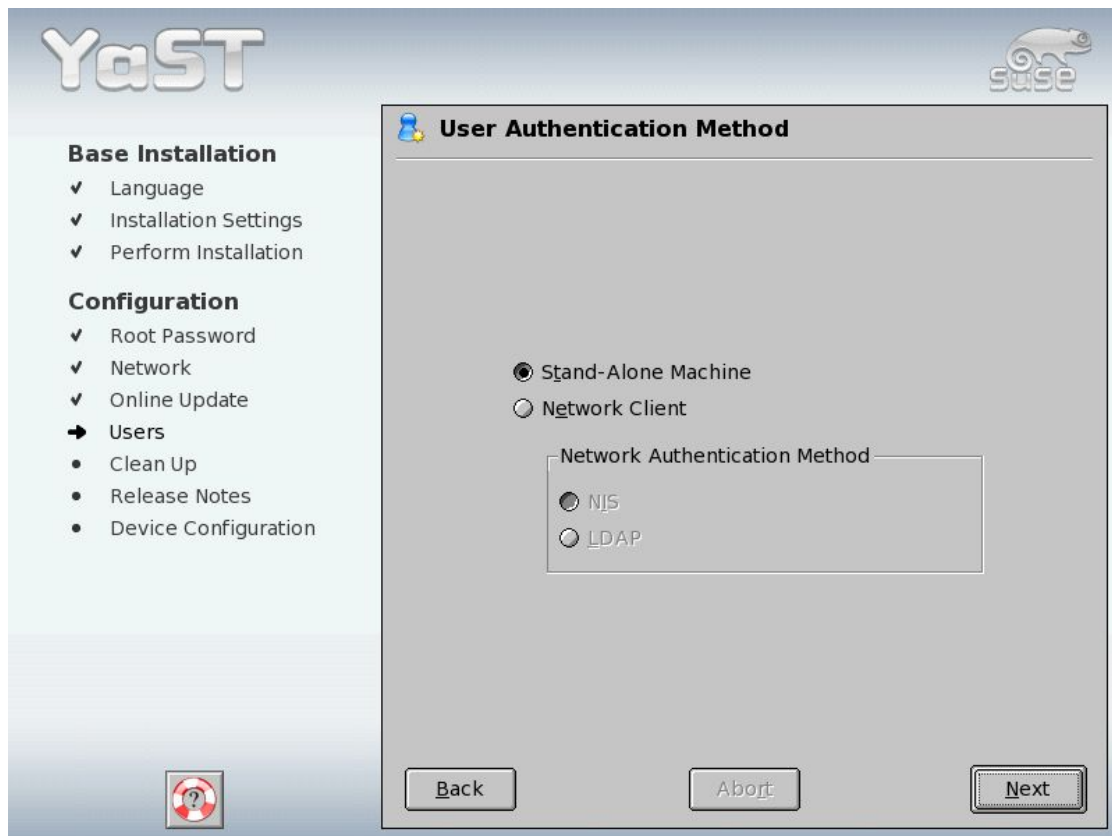 YaST
SUSE
Base Installation
Language
Installation Settings
Perform Installation
Configuration
Root Password
Network
Online Update
Users
Clean Up
Release Notes
Device Configuration
User Authentication Method
Stand-Alone Machine
Network Client
Network Authentication Method
NIS
LDAP
?
Back
Abort
Next